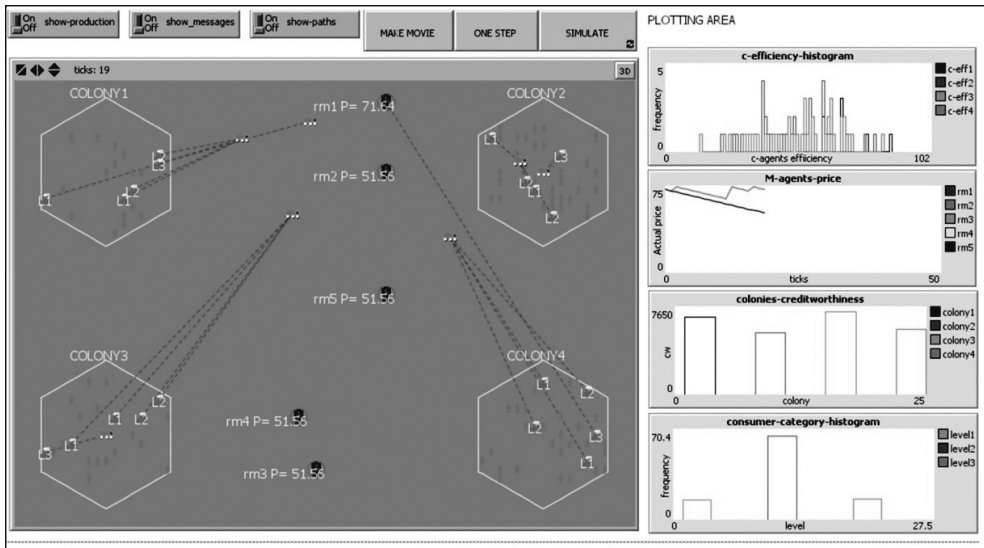 On
Off
show-production
On
Off
show_messages
On
Off
show-paths
MAKE MOVIE
ONE STEP
SIMULATE
PLOTTING AREA
ticks: 19
3D
COLONY1
COLONY2
rm1 P= 71.64
rm2 P= 51.56
rm5 P= 51.56
L3
L1
L2
L1
L1
L3
L2
L1
L2
COLONY3
COLONY4
rm4 P= 51.56
rm3 P= 51.56
L2
L1
L2
L1
L3
L1
L2
L2
L3
L1
c-efficiency-histogram
5
frequency
0
0
c-agents efficiency
102
c-eff1
c-eff2
c-eff3
c-eff4
M-agents-price
75
Actual price
0
0
ticks
50
rm1
rm2
rm3
rm4
rm5
colonies-creditworthiness
7650
cw
0
0
colony
25
colony1
colony2
colony3
colony4
consumer-category-histogram
70.4
frequency
0
0
level
27.5
level1
level2
level3